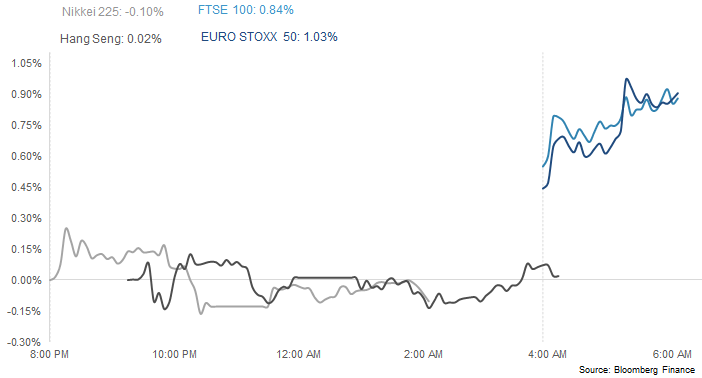 Nikkei 225: -0.10%
FTSE 100: 0.84%
Hang Seng: 0.02%
EURO STOXX 50: 1.03%
1.05%
0.90%
0.75%
0.60%
0.45%
0.30%
0.15%
0.00%
-0.15%
-0.30%
8:00 PM
10:00 PM
12:00 AM
2:00 AM
4:00 AM
6:00 AM
Source: Bloomberg Finance